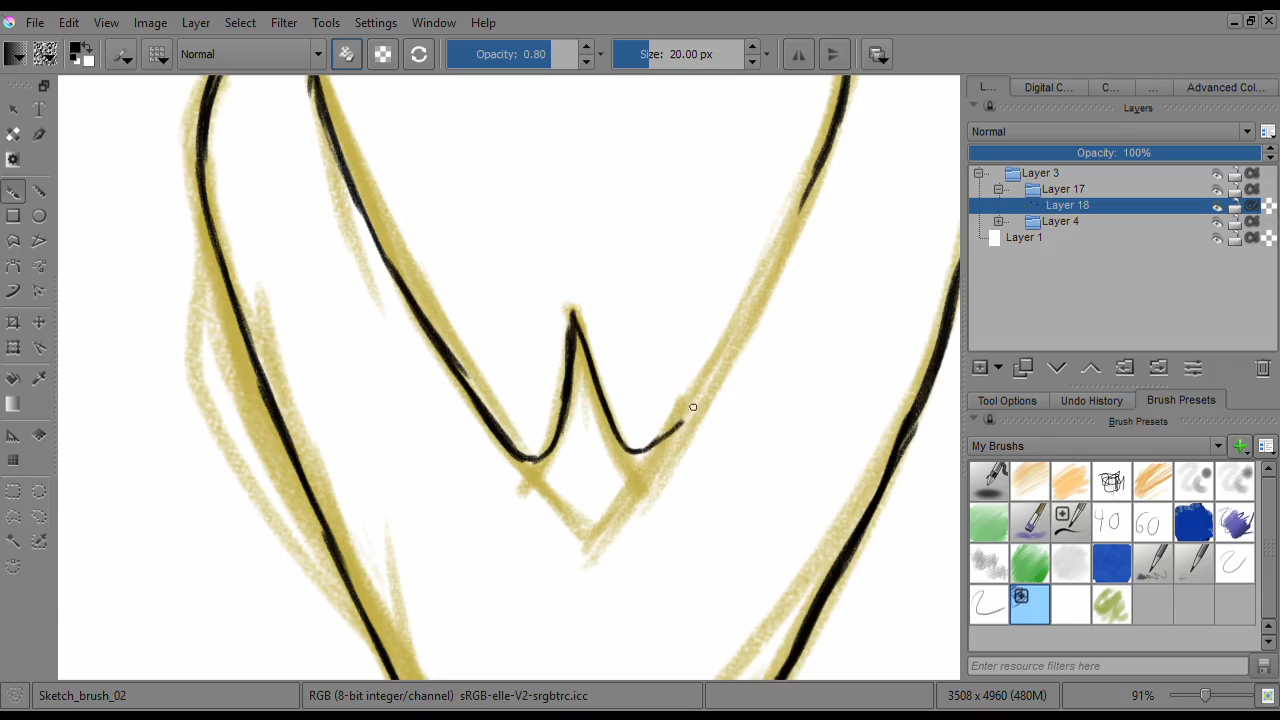 File Edit View Image Layer Select Filter Tools Settings Window Help
Normal Opacity: 0.80 Size: 20.00 px
L... Digital C... C... ... Advanced Col...
Layers
Normal
Opacity: 100%
Layer 3
Layer 17
Layer 18
Layer 4
Layer 1
Tool Options Undo History Brush Presets
Brush Presets
My Brushes
40 60
Enter resource filters here
Sketch_brush_02 RGB (8-bit integer/channel) sRGB-elle-V2-srgbtrc.icc 3508 x 4960 (480M) 91%